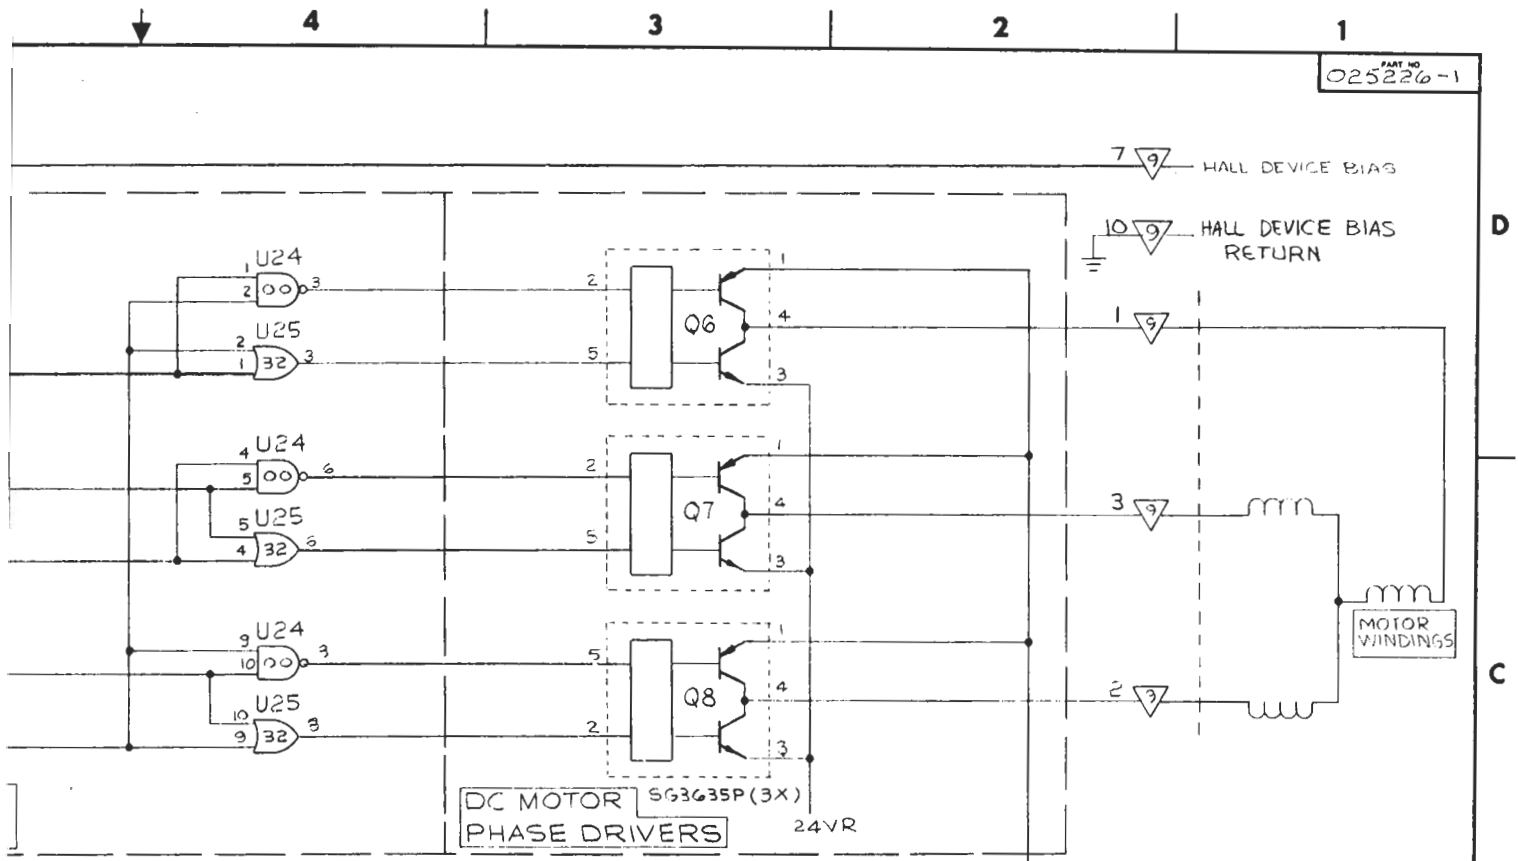 4 3 2 1
PART NO
025226-1
7 9 HALL DEVICE BIAS
10 9 HALL DEVICE BIAS
RETURN
D
U24
1
2
00
3
U25
2
1
32
3
2
5
Q6
1
4
3
1 9
U24
4
5
00
6
U25
5
4
32
6
2
5
Q7
1
4
3
3 9
U24
9
10
00
3
U25
10
9
32
3
5
2
Q8
1
4
3
2 3
MOTOR
WINDINGS
C
DC MOTOR
PHASE DRIVERS
SG3635P (3X)
24VR